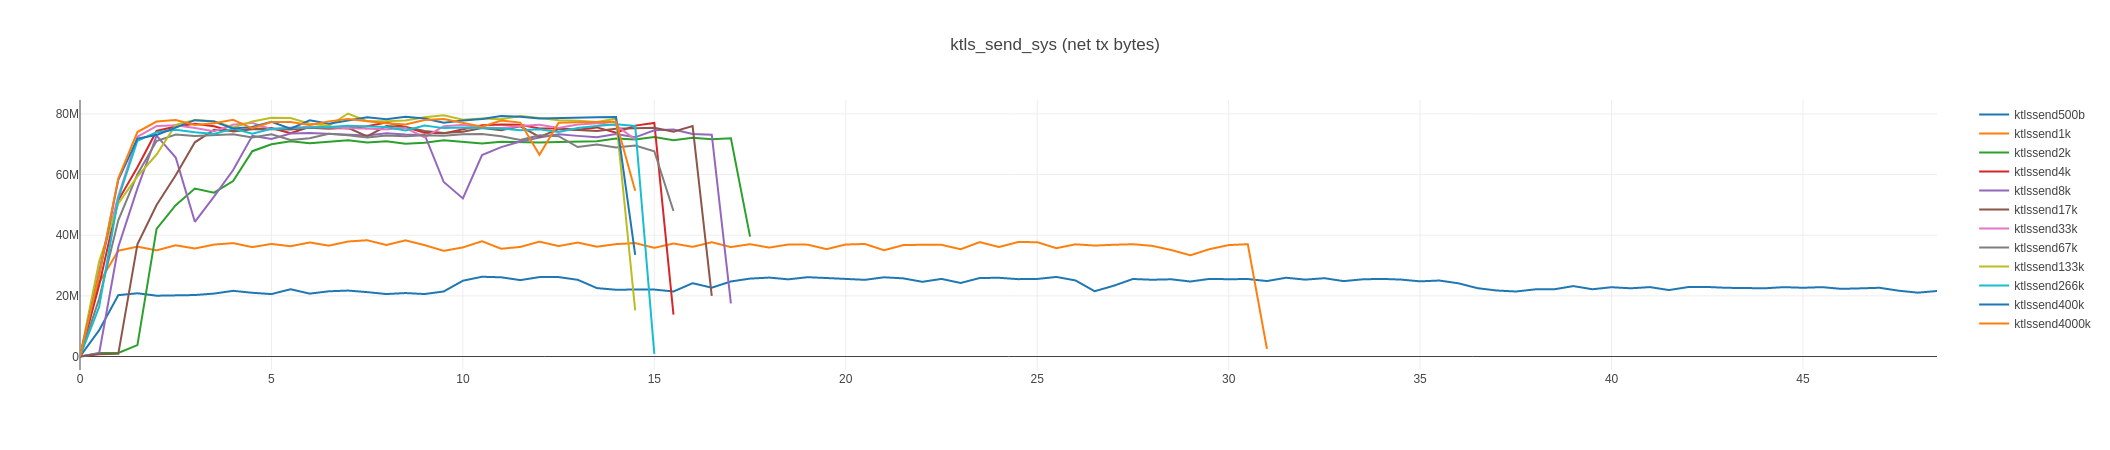 ktls_send_sys (net tx bytes)
80M
60M
40M
20M
0
0 5 10 15 20 25 30 35 40 45
ktlssend500b
ktlssend1k
ktlssend2k
ktlssend4k
ktlssend8k
ktlssend17k
ktlssend33k
ktlssend67k
ktlssend133k
ktlssend266k
ktlssend400k
ktlssend4000k